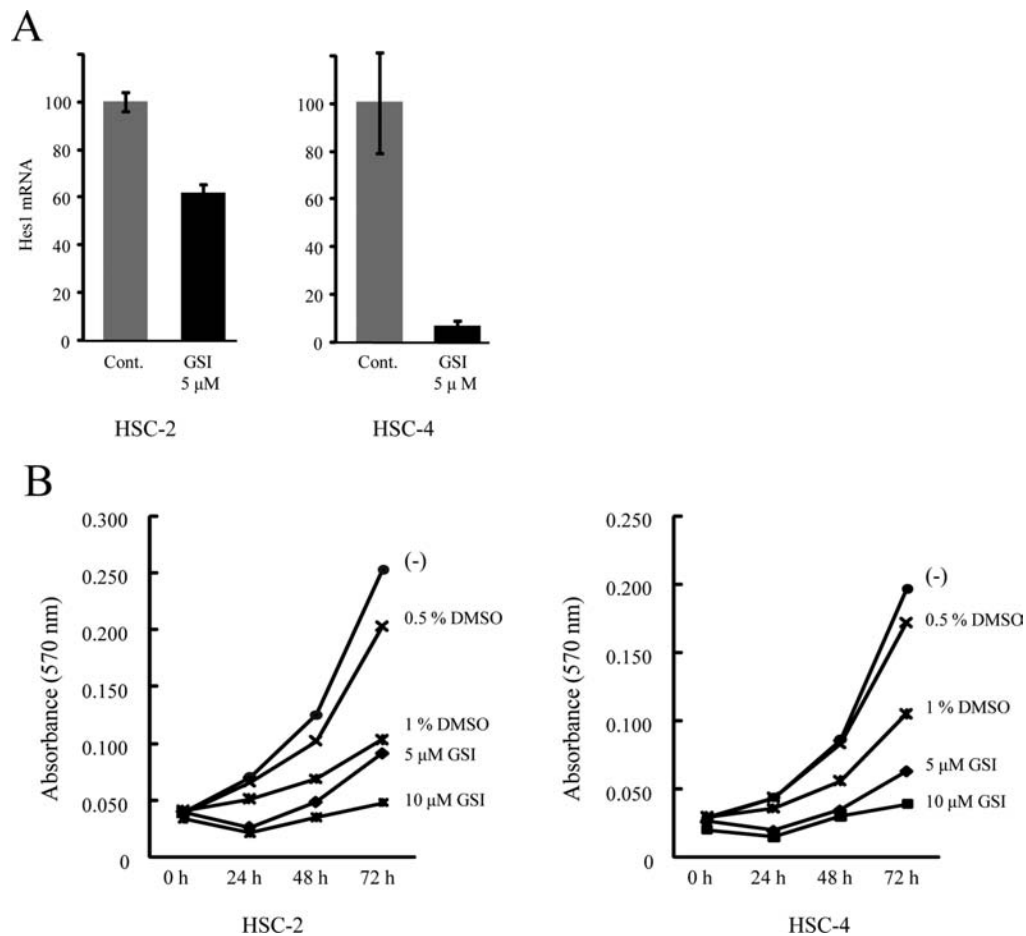 A
Hes1 mRNA
100
80
60
40
20
0
Cont.
GSI
5 μM
HSC-2
100
80
60
40
20
0
Cont.
GSI
5 μ M
HSC-4
B
Absorbance (570 nm)
0.300
0.250
0.200
0.150
0.100
0.050
0
(-)
0.5 % DMSO
1 % DMSO
5 μM GSI
10 μM GSI
0 h
24 h
48 h
72 h
HSC-2
Absorbance (570 nm)
0.250
0.200
0.150
0.100
0.050
0
(-)
0.5 % DMSO
1 % DMSO
5 μM GSI
10 μM GSI
0 h
24 h
48 h
72 h
HSC-4